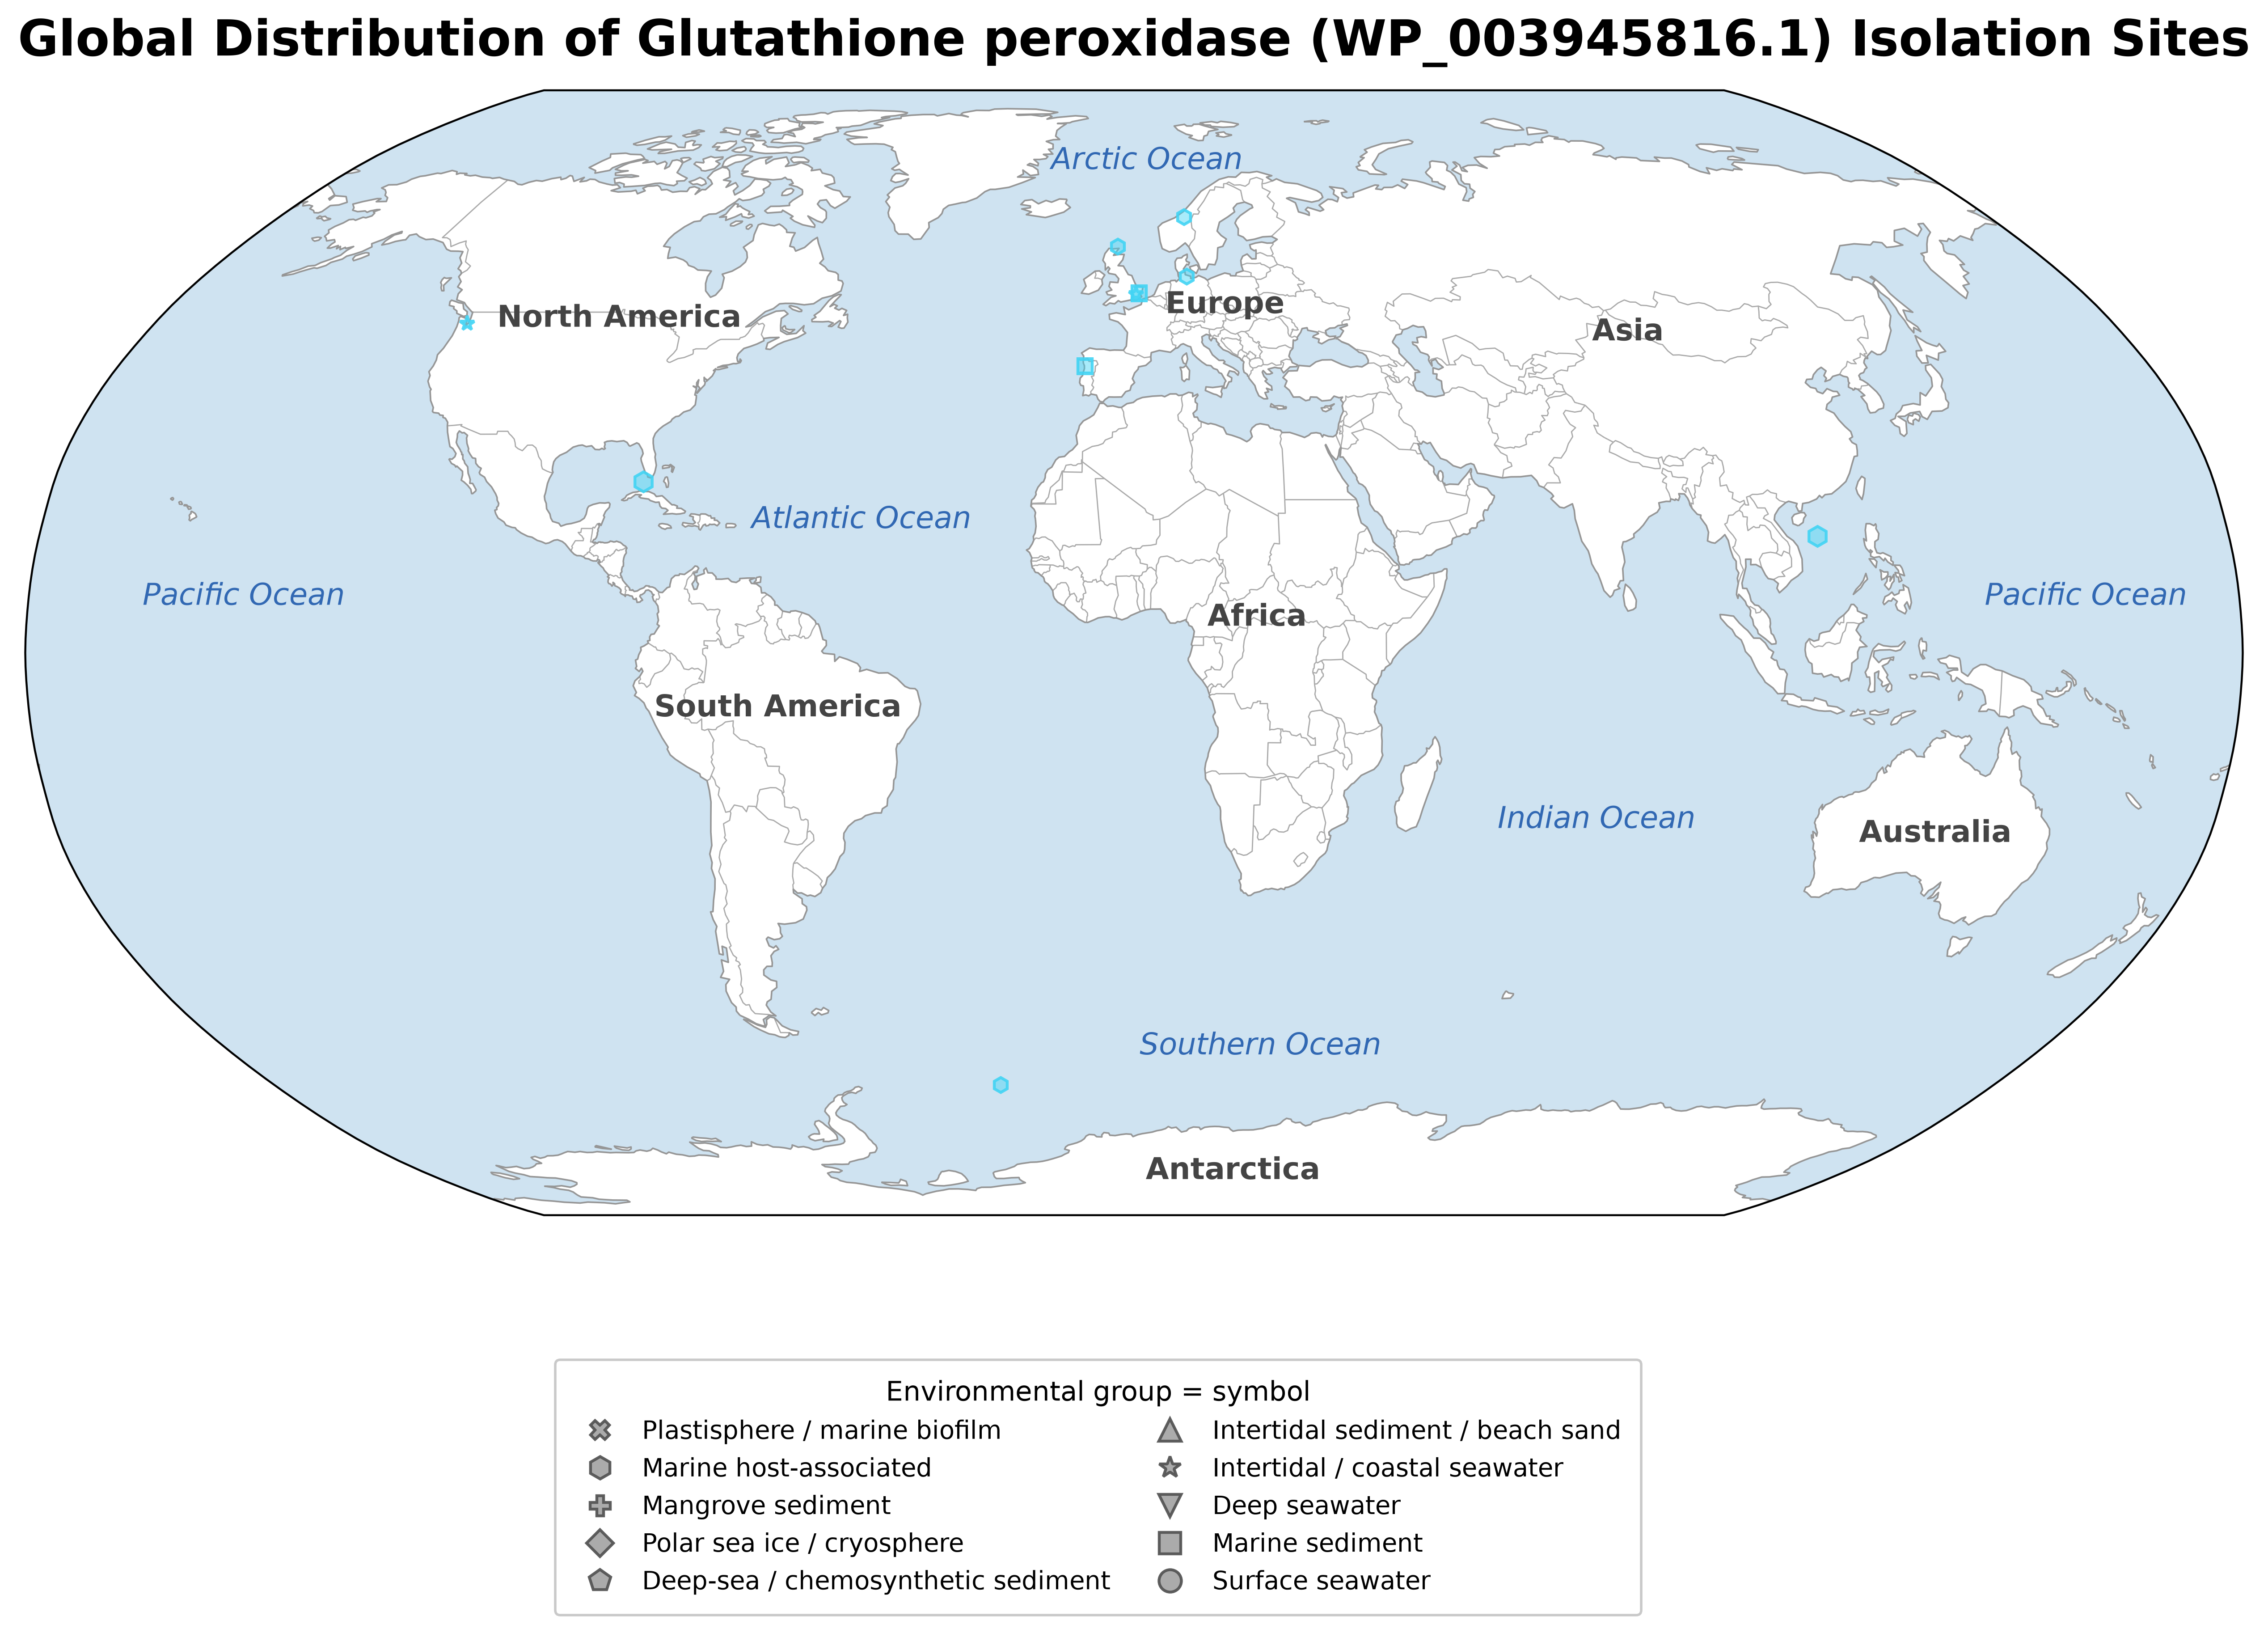 Global Distribution of Glutathione peroxidase (WP_003945816.1) Isolation Sites
Arctic Ocean
North America
Europe
Asia
Atlantic Ocean
Pacific Ocean
Pacific Ocean
Africa
South America
Indian Ocean
Australia
Southern Ocean
Antarctica
Environmental group = symbol
Plastisphere / marine biofilm
Marine host-associated
Mangrove sediment
Polar sea ice / cryosphere
Deep-sea / chemosynthetic sediment
Intertidal sediment / beach sand
Intertidal / coastal seawater
Deep seawater
Marine sediment
Surface seawater